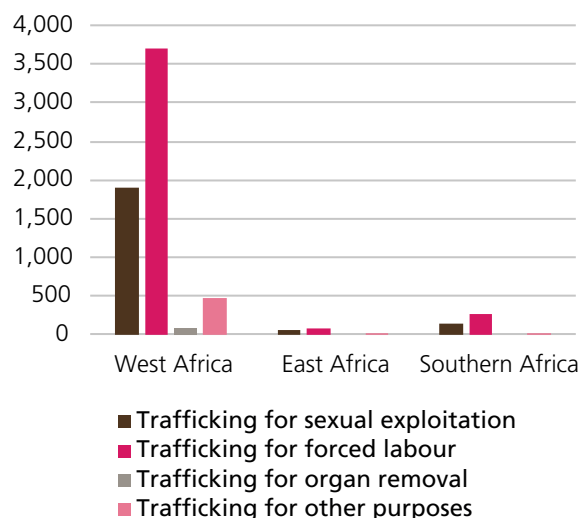 4,000
3,500
3,000
2,500
2,000
1,500
1,000
500
0
West Africa East Africa Southern Africa
Trafficking for sexual exploitation
Trafficking for forced labour
Trafficking for organ removal
Trafficking for other purposes